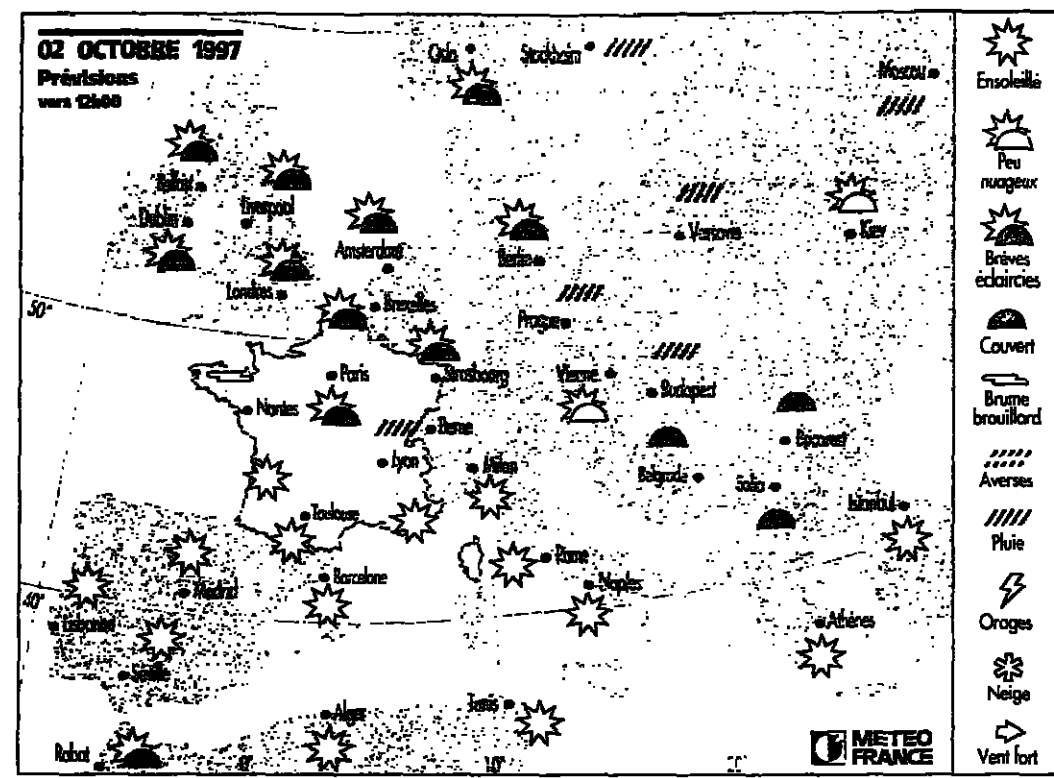 02 OCTOBRE 1997
Prévisions
vers 12h00
Oslo
Stockholm
Moscou
Belfast
Dublin
Liverpool
Amsterdam
Berlin
Varsovie
Kiev
Londres
Bruxelles
50°
Prague
Paris
Strasbourg
Vienne
Budapest
Nantes
Berne
Bucarest
Lyon
Milan
Belgrade
Sofia
Istanbul
Toulouse
Rome
Madrid
Barcelone
Naples
40°
Lisbonne
Athènes
Séville
Alger
Tunis
Rabat
0°
10°
METEO
FRANCE
Ensoleillé
Peu
nuageux
Brèves
éclaircies
Couvert
Brume
brouillard
Averses
Pluie
Orages
Neige
Vent fort